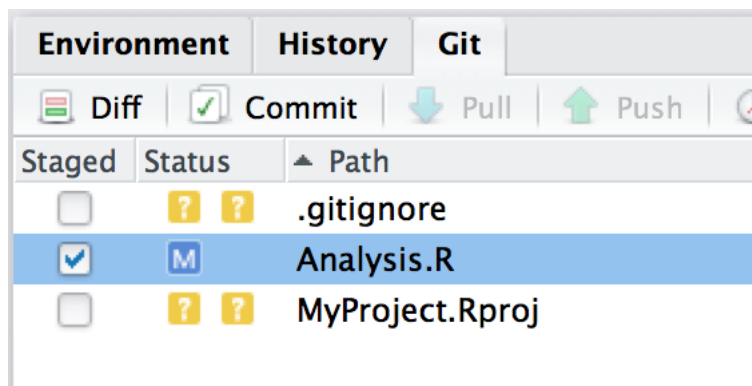 Environment History Git
Diff Commit Pull Push
Staged Status Path
? ? .gitignore
M Analysis.R
? ? MyProject.Rproj